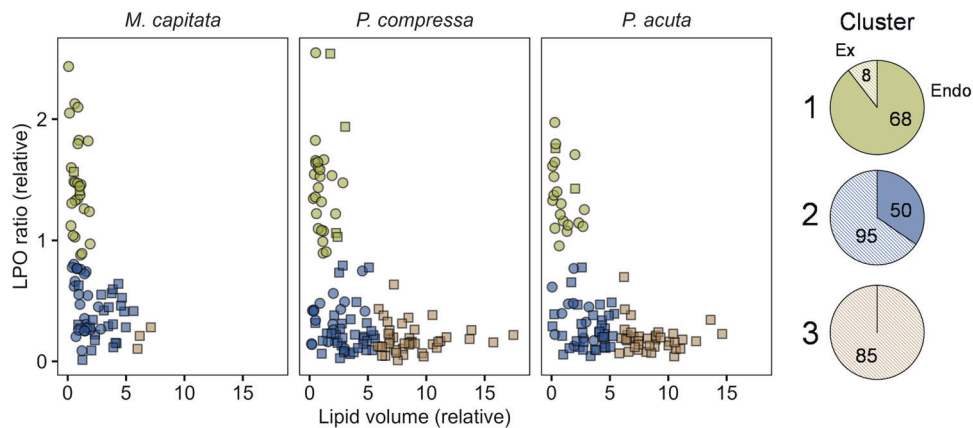 M. capitata
P. compressa
P. acuta
Cluster
LPO ratio (relative)
2
1
0
0 5 10 15
0 5 10 15
0 5 10 15
Lipid volume (relative)
Ex
Endo
1
8
68
2
50
95
3
85